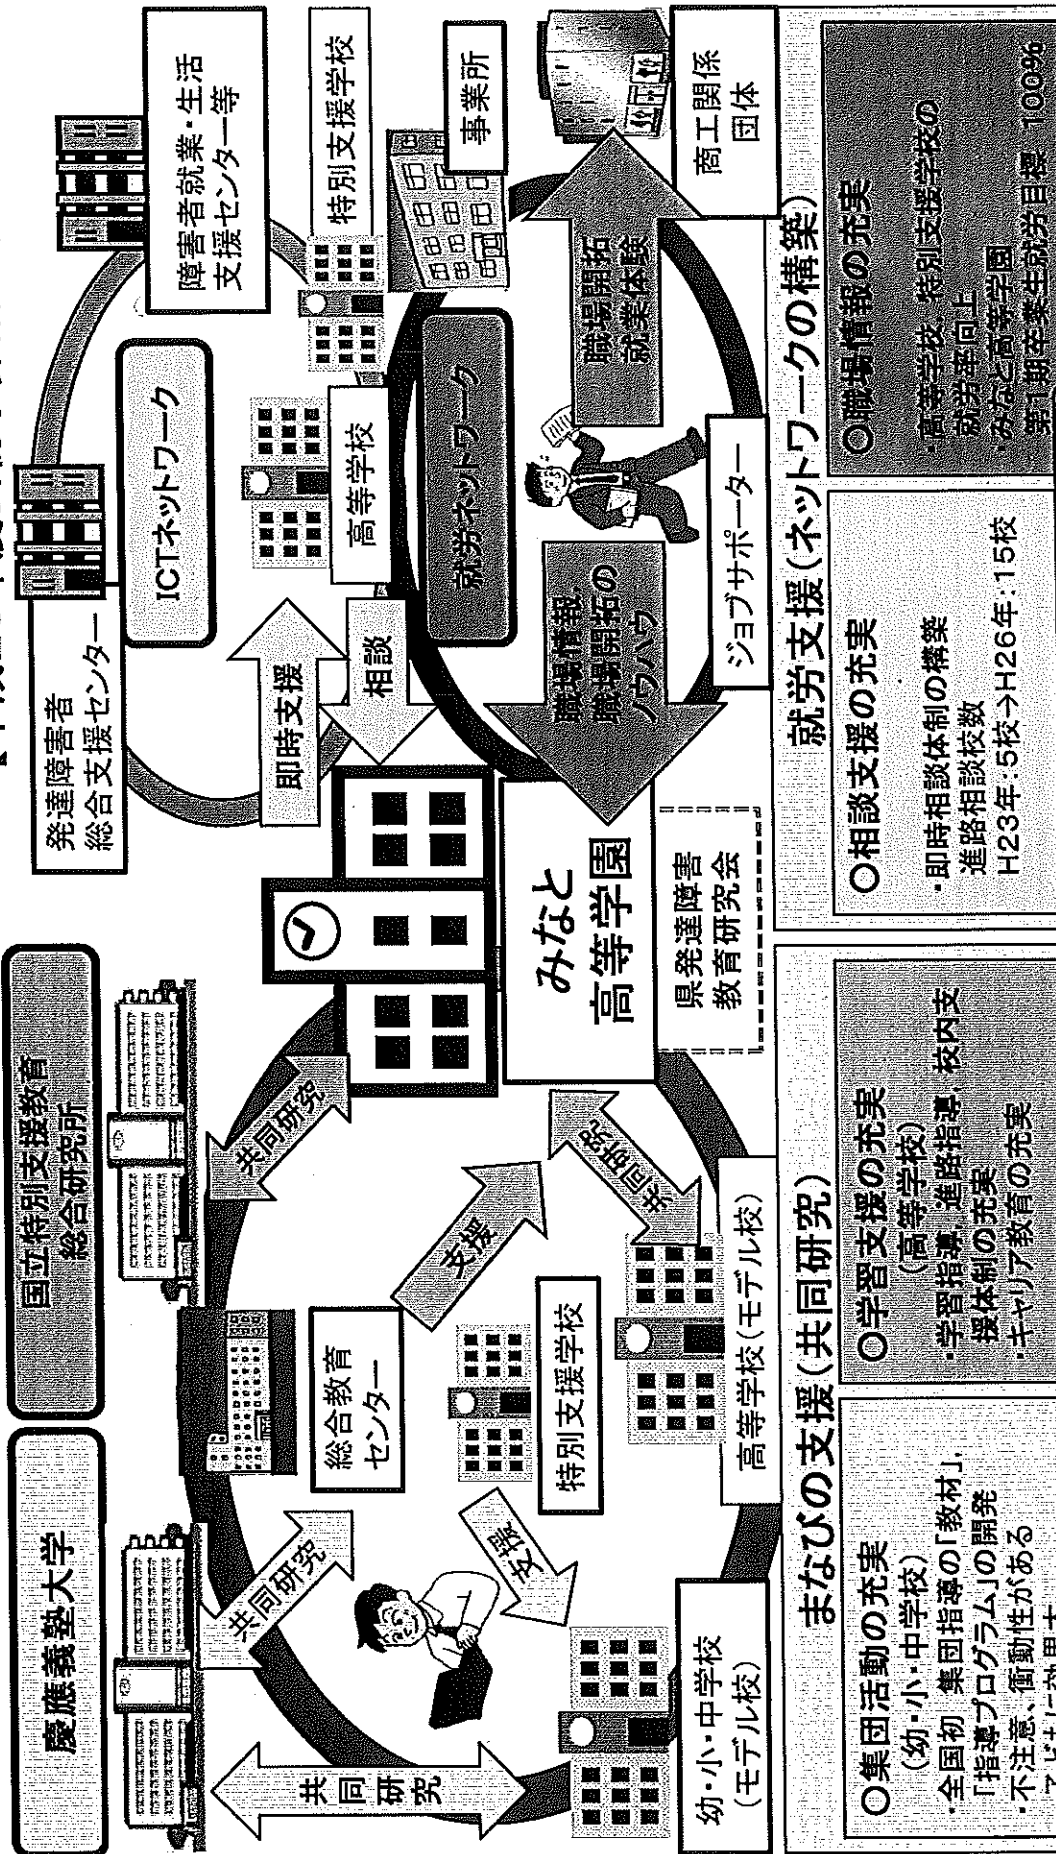 慶應義塾大学
国立特別支援教育
総合研究所
発達障害者
総合支援センター
障害者就業・生活
支援センター等
ICTネットワーク
特別支援学校
高等学校
即時支援
相談
就労ネットワーク
事業所
職場情報
職場開拓の
ノウハウ
職場開拓
就業体験
商工関係
団体
ジョブサポーター
みなと
高等学園
県発達障害
教育研究会
共同研究
共同研究
共同研究
総合教育
センター
支援
支援
特別支援学校
共同研究
幼・小・中学校
(モデル校)
高等学校(モデル校)
まなびの支援(共同研究)
○集団活動の充実
(幼・小・中学校)
・全国初 集団指導の「教材」,
「指導プログラム」の開発
・不注意、衝動性がある
○学習支援の充実
(高等学校)
・学習指導, 進路指導, 校内支
援体制の充実
・キャリア教育の充実
就労支援(ネットワークの構築)
○相談支援の充実
・即時相談体制の構築
進路相談校数
H23年:5校→H26年:15校
○職場情報の充実
・高等学校, 特別支援学校の
就労率向上
・みなと高等学園
第1期卒業生就労目標 100%